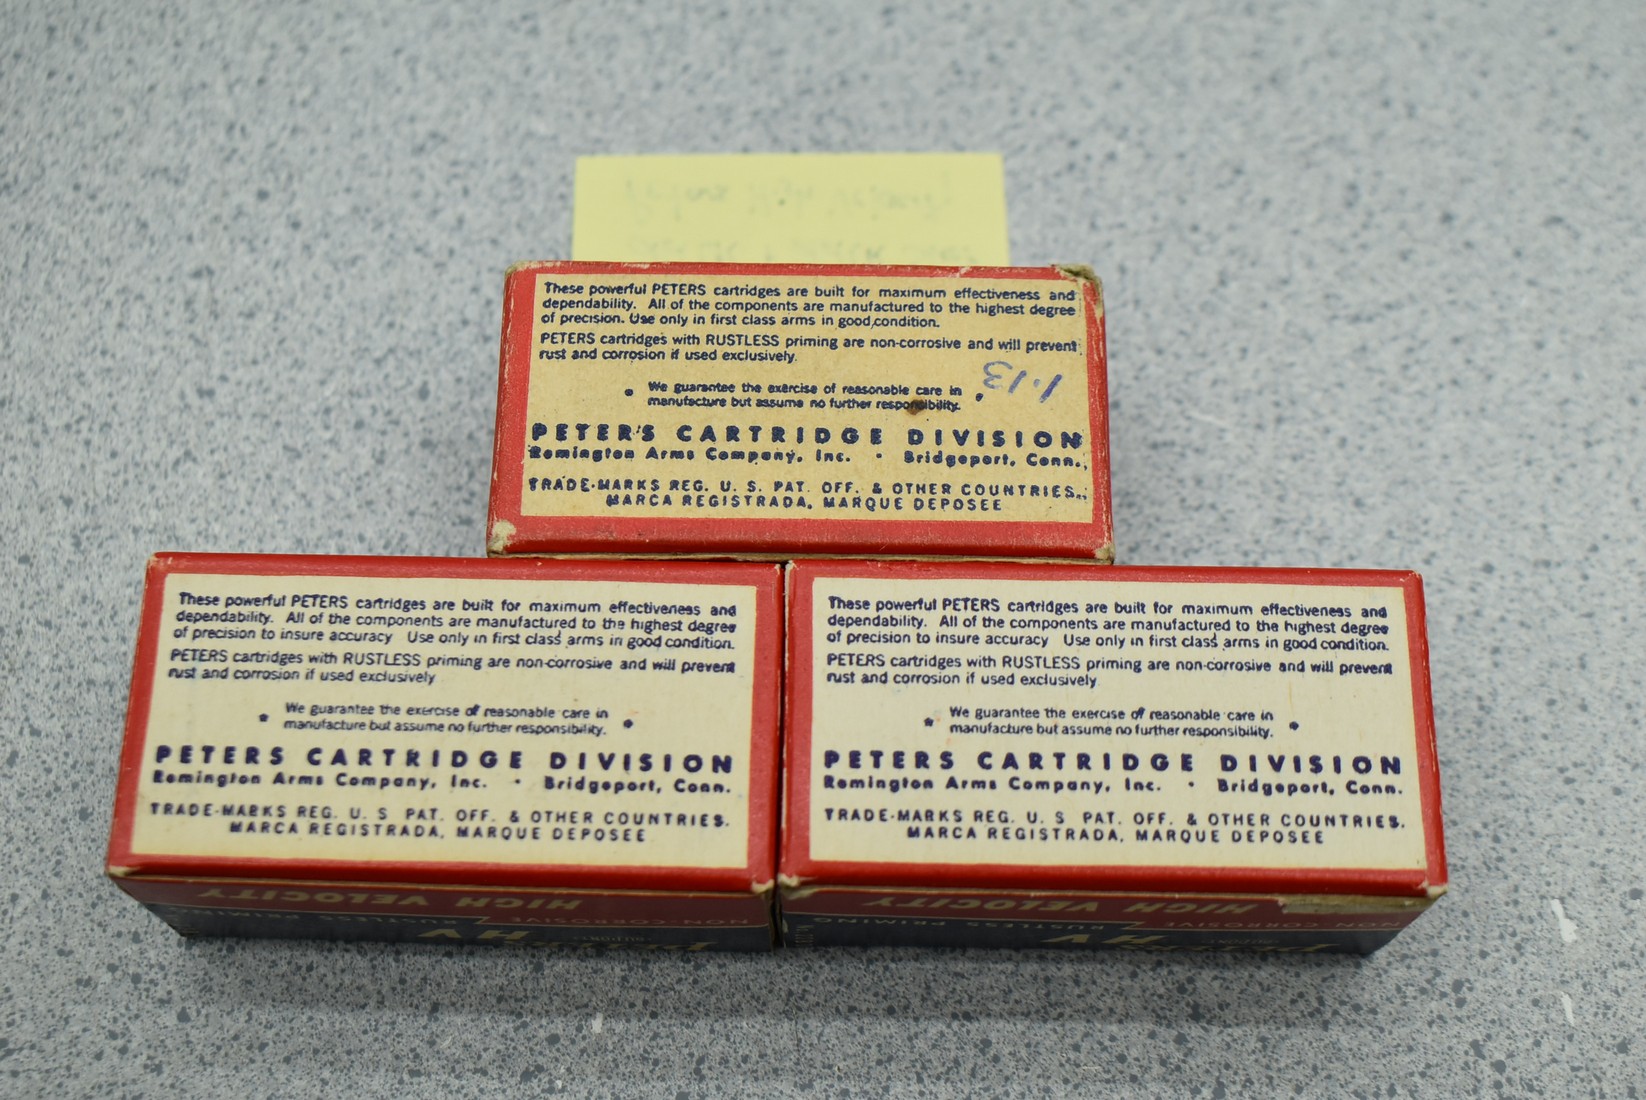 These powerful PETERS cartridges are built for maximum effectiveness and
dependability. All of the components are manufactured to the highest degree
of precision. Use only in first class arms in good condition.
PETERS cartridges with RUSTLESS priming are non-corrosive and will prevent
rust and corrosion if used exclusively.
1.13
We guarantee the exercise of reasonable care in
manufacture but assume no further responsibility.
PETERS CARTRIDGE DIVISION
Remington Arms Company, Inc. • Bridgeport, Conn.,
TRADE-MARKS REG. U. S. PAT. OFF. & OTHER COUNTRIES.
MARCA REGISTRADA, MARQUE DEPOSEE
These powerful PETERS cartridges are built for maximum effectiveness and
dependability. All of the components are manufactured to the highest degree
of precision to insure accuracy Use only in first class arms in good condition.
PETERS cartridges with RUSTLESS priming are non-corrosive and will prevent
rust and corrosion if used exclusively
We guarantee the exercise of reasonable care in
manufacture but assume no further responsibility.
PETERS CARTRIDGE DIVISION
Remington Arms Company, Inc. • Bridgeport, Conn.
TRADE-MARKS REG. U. S PAT. OFF. & OTHER COUNTRIES.
MARCA REGISTRADA, MARQUE DEPOSEE
HIGH VELOCITY
NON-CORROSIVE RUSTLESS PRIMING
HV
These powerful PETERS cartridges are built for maximum effectiveness and
dependability. All of the components are manufactured to the highest degree
of precision to insure accuracy Use only in first class arms in good condition.
PETERS cartridges with RUSTLESS priming are non-corrosive and will prevent
rust and corrosion if used exclusively
We guarantee the exercise of reasonable care in
manufacture but assume no further responsibility.
PETERS CARTRIDGE DIVISION
Remington Arms Company, Inc. • Bridgeport, Conn.
TRADE-MARKS REG. U. S PAT. OFF. & OTHER COUNTRIES.
MARCA REGISTRADA, MARQUE DEPOSEE
HIGH VELOCITY
NON CORROSIVE RUSTLESS PRIMING
HV